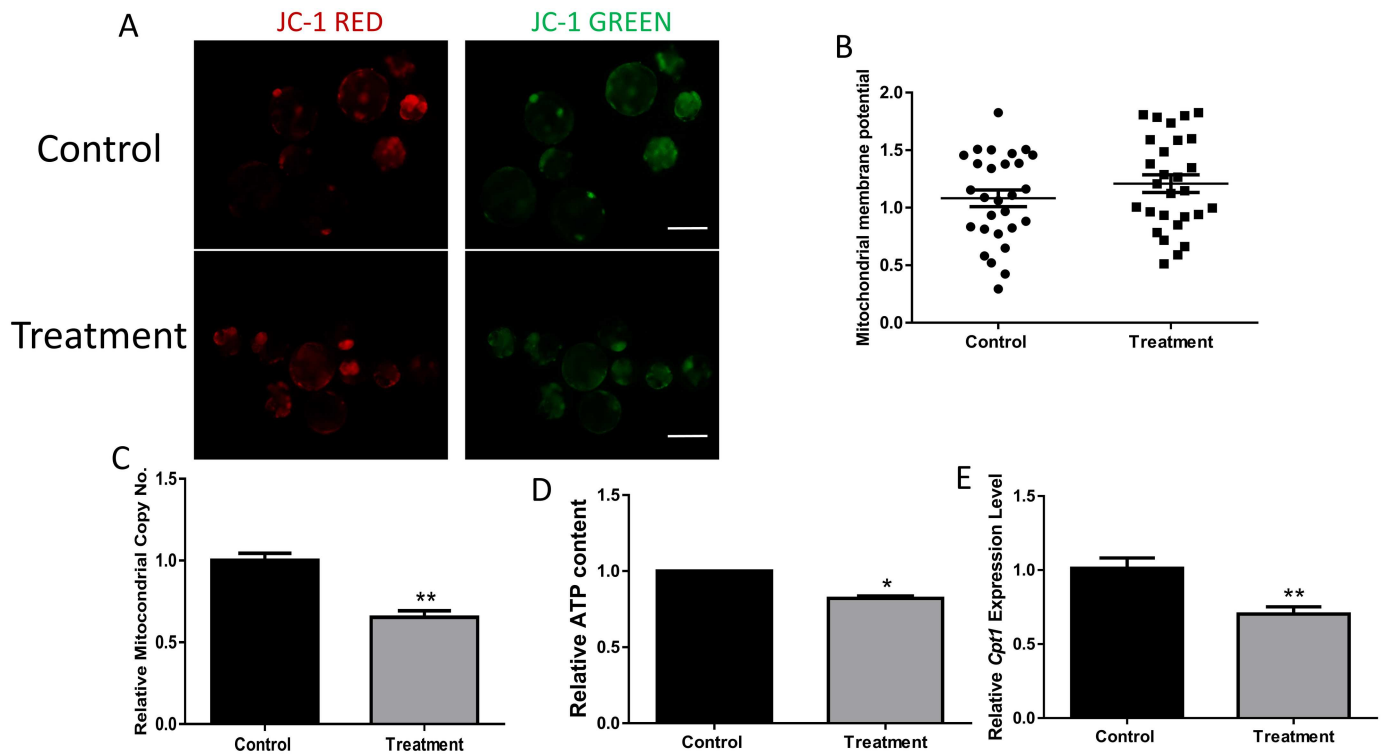 A
JC-1 RED
JC-1 GREEN
Control
Treatment
B
Mitochondrial membrane potential
2.0
1.5
1.0
0.5
0.0
Control
Treatment
C
Relative Mitocondrial Copy No.
1.5
1.0
0.5
0.0
**
Control
Treatment
D
Relative ATP content
1.5
1.0
0.5
0.0
*
Control
Treatment
E
Relative Cpt1 Expression Level
1.5
1.0
0.5
0.0
**
Control
Treatment